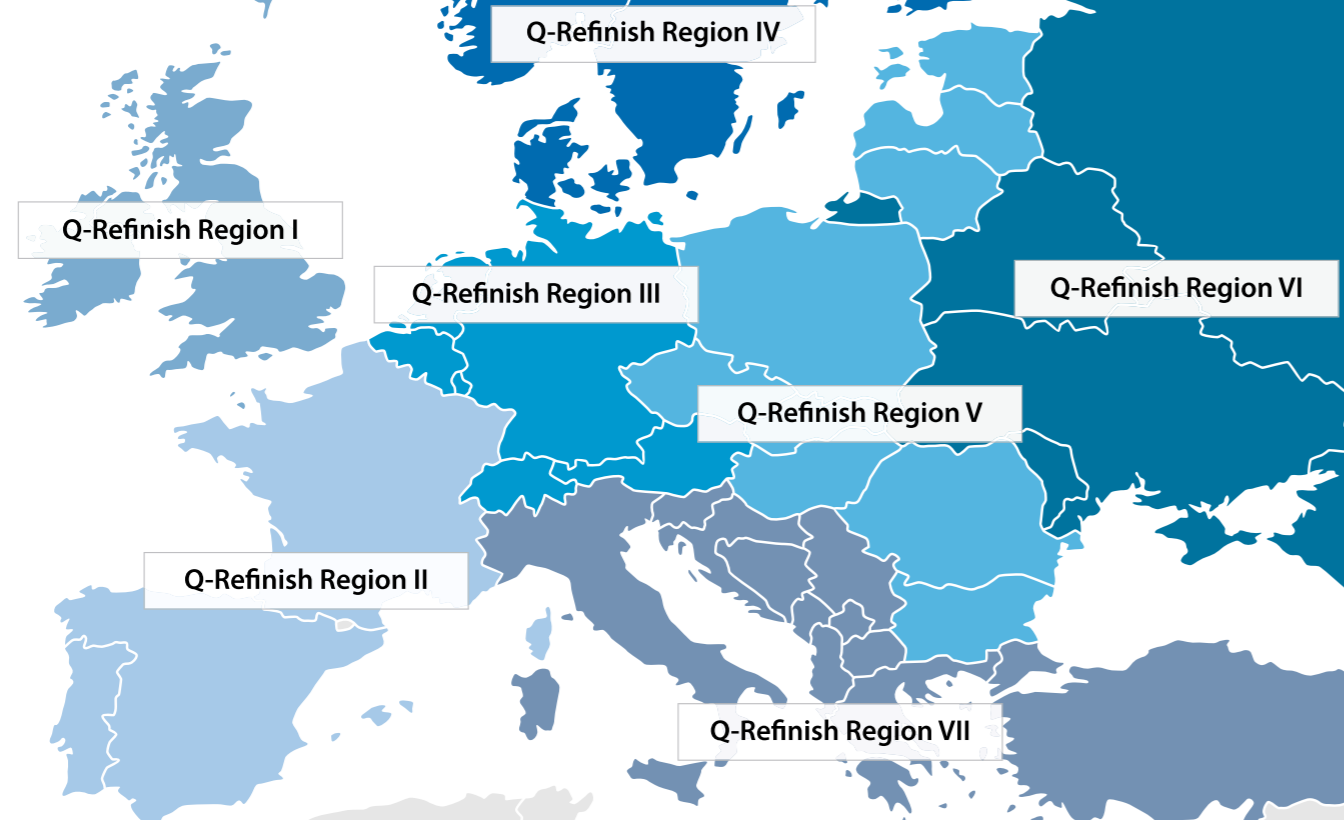 Q-Refinish Region IV
Q-Refinish Region I
Q-Refinish Region III
Q-Refinish Region VI
Q-Refinish Region V
Q-Refinish Region II
Q-Refinish Region VII